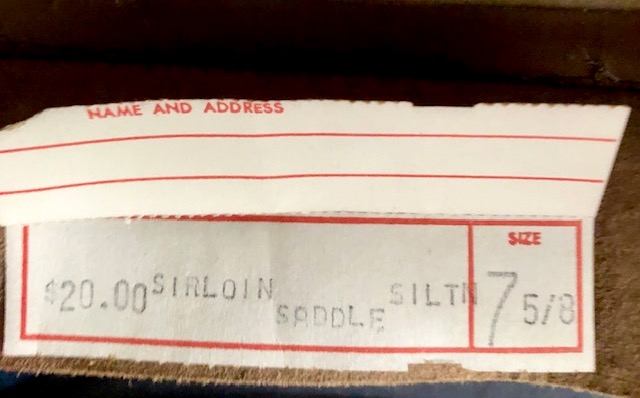 NAME AND ADDRESS
SIZE
$20.00 SIRLOIN SADDLE SILTN 7 5/8